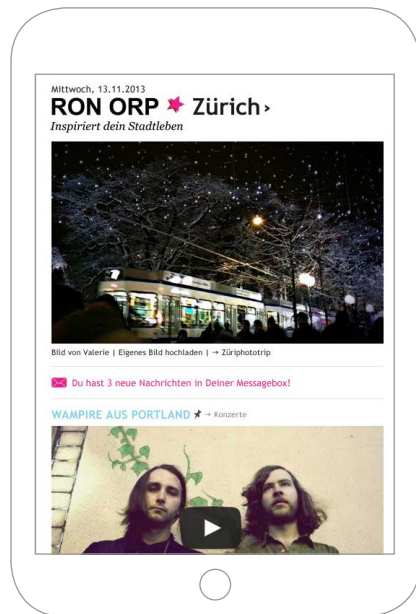 Mittwoch, 13.11.2013
RON ORP Zürich ›
Inspiriert dein Stadtleben
Bild von Valerie | Eigenes Bild hochladen | → Züriphototrip
Du hast 3 neue Nachrichten in Deiner Messagebox!
WAMPIRE AUS PORTLAND → Konzerte